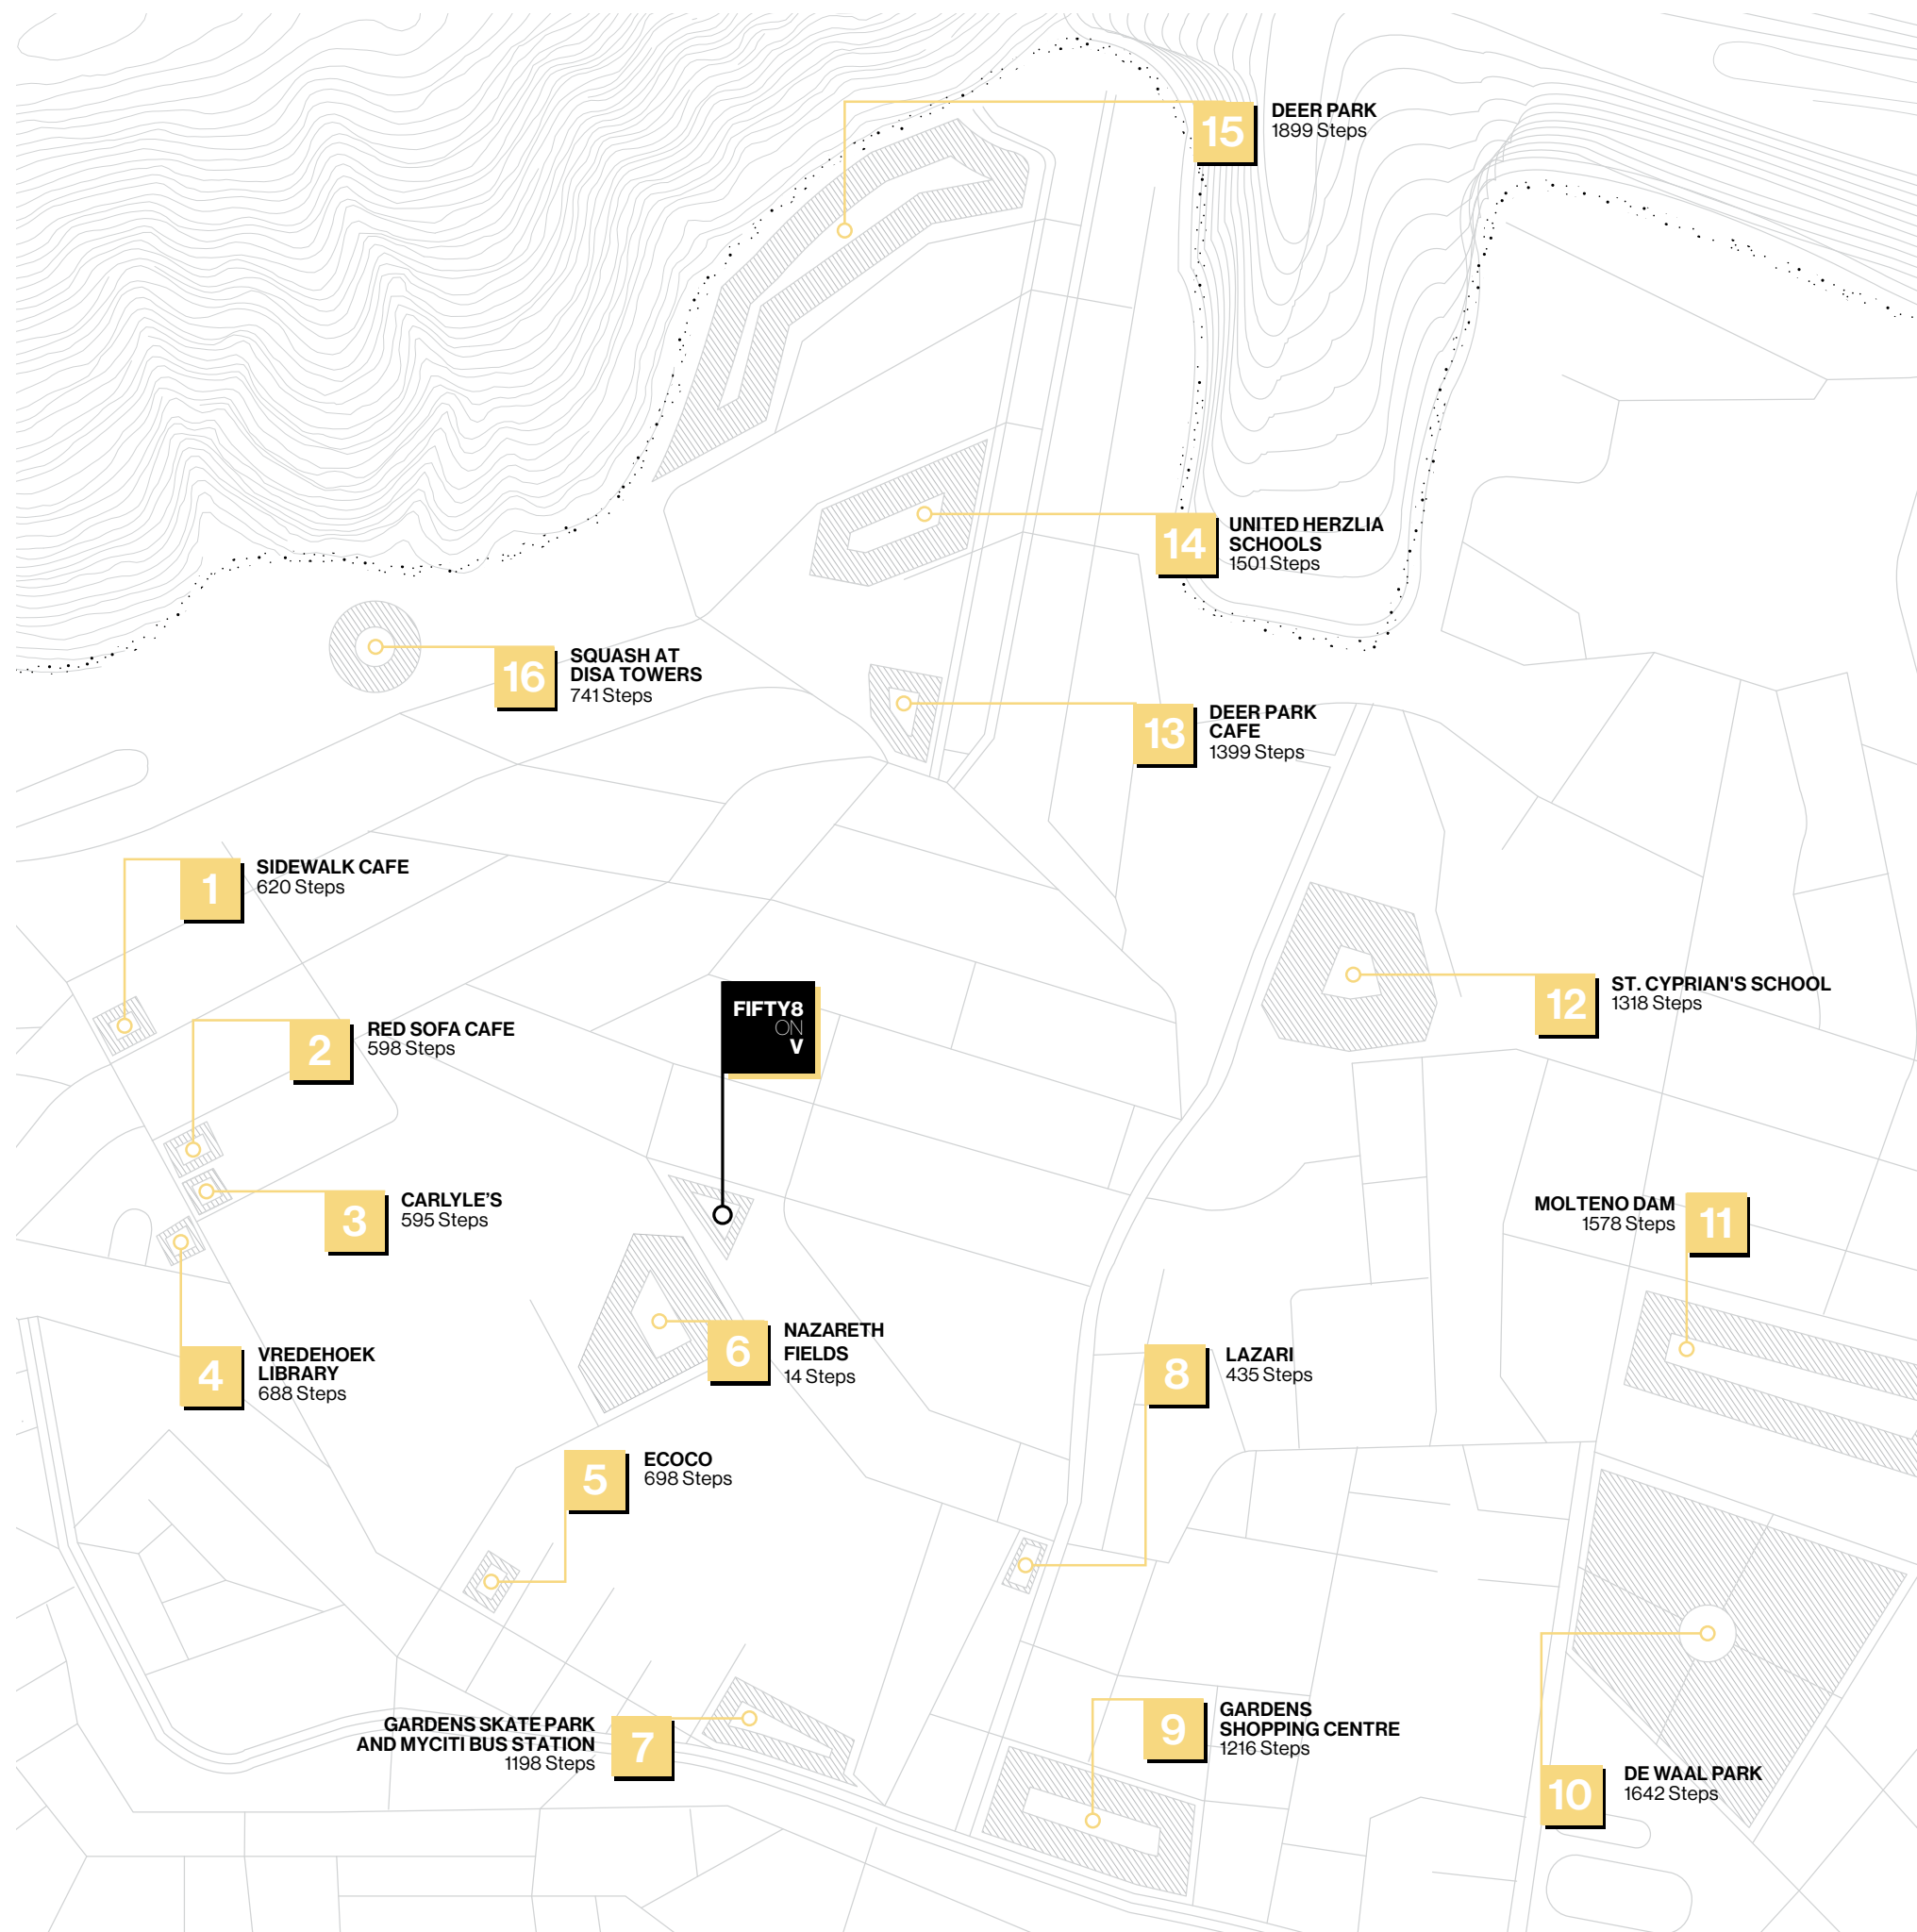 15
DEER PARK
1899 Steps
14
UNITED HERZLIA
SCHOOLS
1501 Steps
16
SQUASH AT
DISA TOWERS
741 Steps
13
DEER PARK
CAFE
1399 Steps
1
SIDEWALK CAFE
620 Steps
12
ST. CYPRIAN'S SCHOOL
1318 Steps
FIFTY8
ON
V
2
RED SOFA CAFE
598 Steps
3
CARLYLE’S
595 Steps
11
MOLTENO DAM
1578 Steps
6
NAZARETH
FIELDS
14 Steps
4
VREDEHOEK
LIBRARY
688 Steps
8
LAZARI
435 Steps
5
ECOCO
698 Steps
7
GARDENS SKATE PARK
AND MYCITI BUS STATION
1198 Steps
9
GARDENS
SHOPPING CENTRE
1216 Steps
10
DE WAAL PARK
1642 Steps